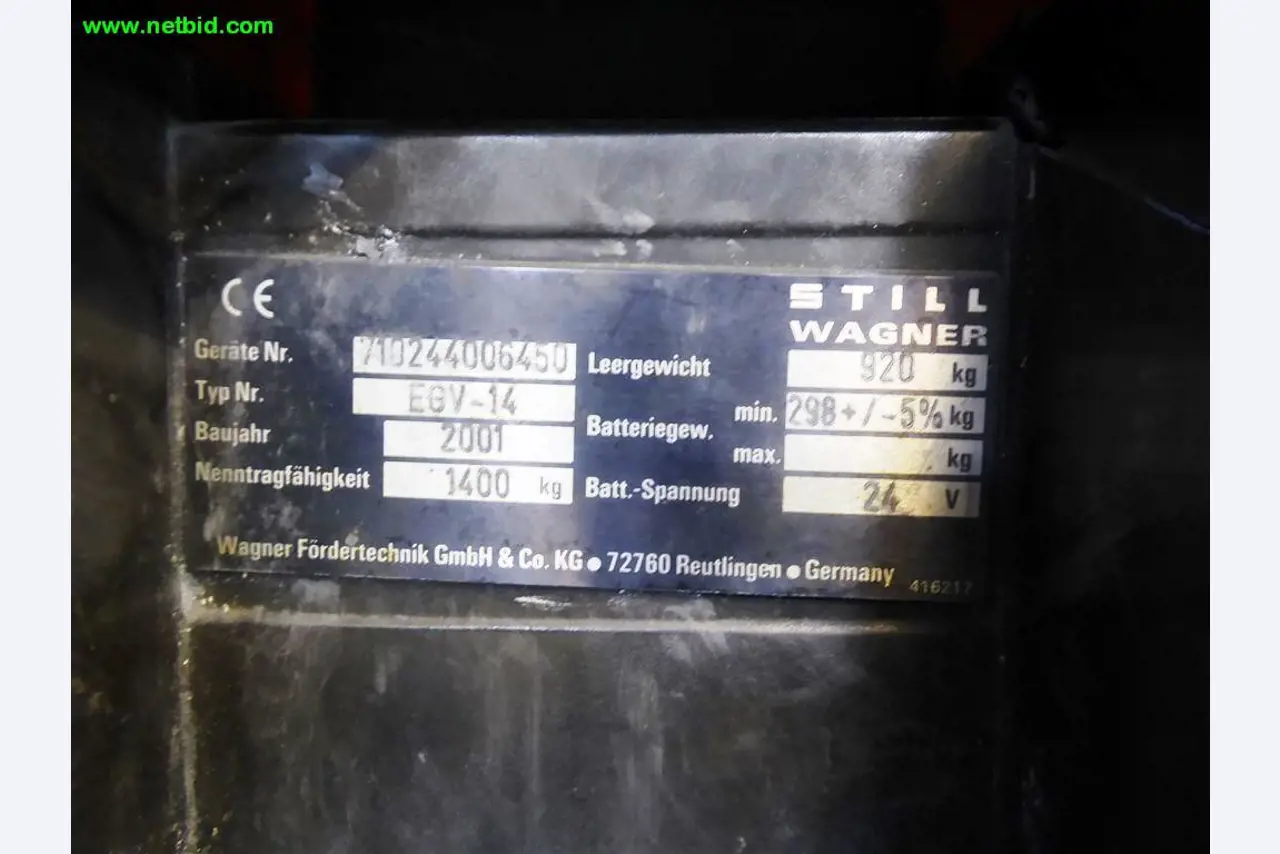 www.netbid.com
CE
STILL
WAGNER
Geräte Nr. 710244006450
Typ Nr. EGV-14
Baujahr 2001
Nenntragfähigkeit 1400 kg
Leergewicht 920 kg
Batteriegew. min. 298+/-5% kg
max. kg
Batt.-Spannung 24 V
Wagner Fördertechnik GmbH & Co. KG ● 72760 Reutlingen ● Germany
416217